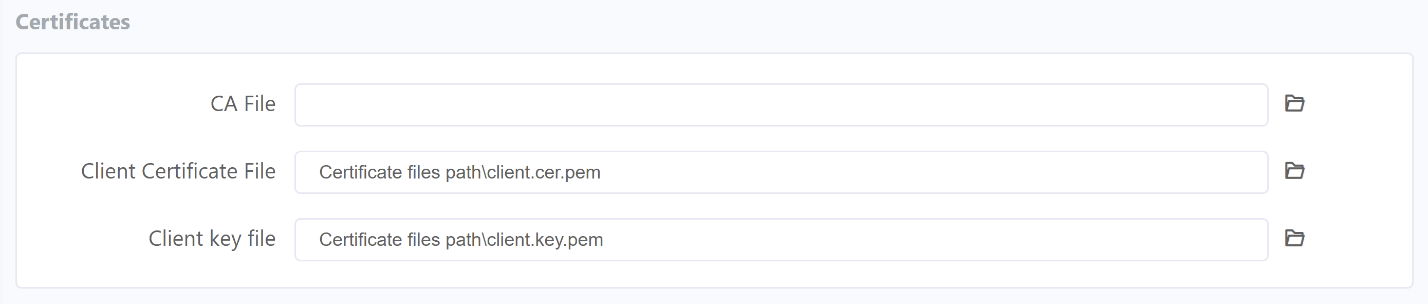 Certificates
CA File
Client Certificate File Certificate files path\client.cer.pem
Client key file Certificate files path\client.key.pem